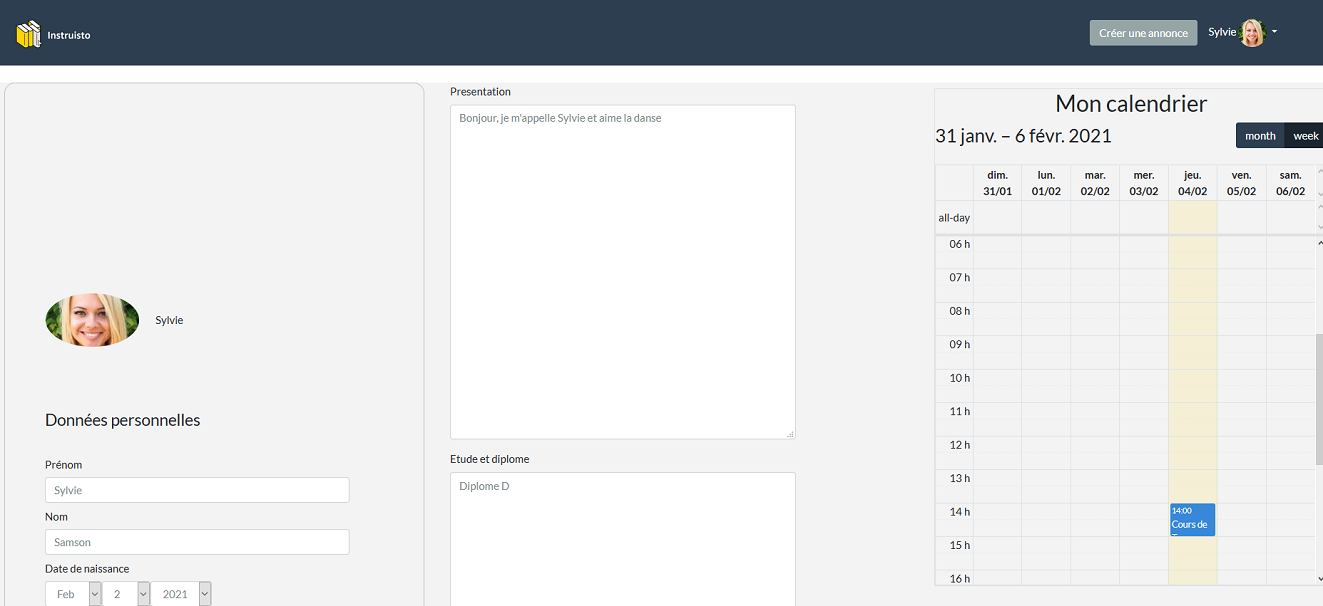 Instruisto
Créer une annonce
Sylvie
Sylvie
Données personnelles
Prénom
Sylvie
Nom
Samson
Date de naissance
Feb 2 2021
Presentation
Bonjour, je m'appelle Sylvie et aime la danse
Etude et diplome
Diplome D
Mon calendrier
31 janv. – 6 févr. 2021
month week
dim. lun. mar. mer. jeu. ven. sam.
31/01 01/02 02/02 03/02 04/02 05/02 06/02
all-day
06 h
07 h
08 h
09 h
10 h
11 h
12 h
13 h
14 h
14:00
Cours de
15 h
16 h